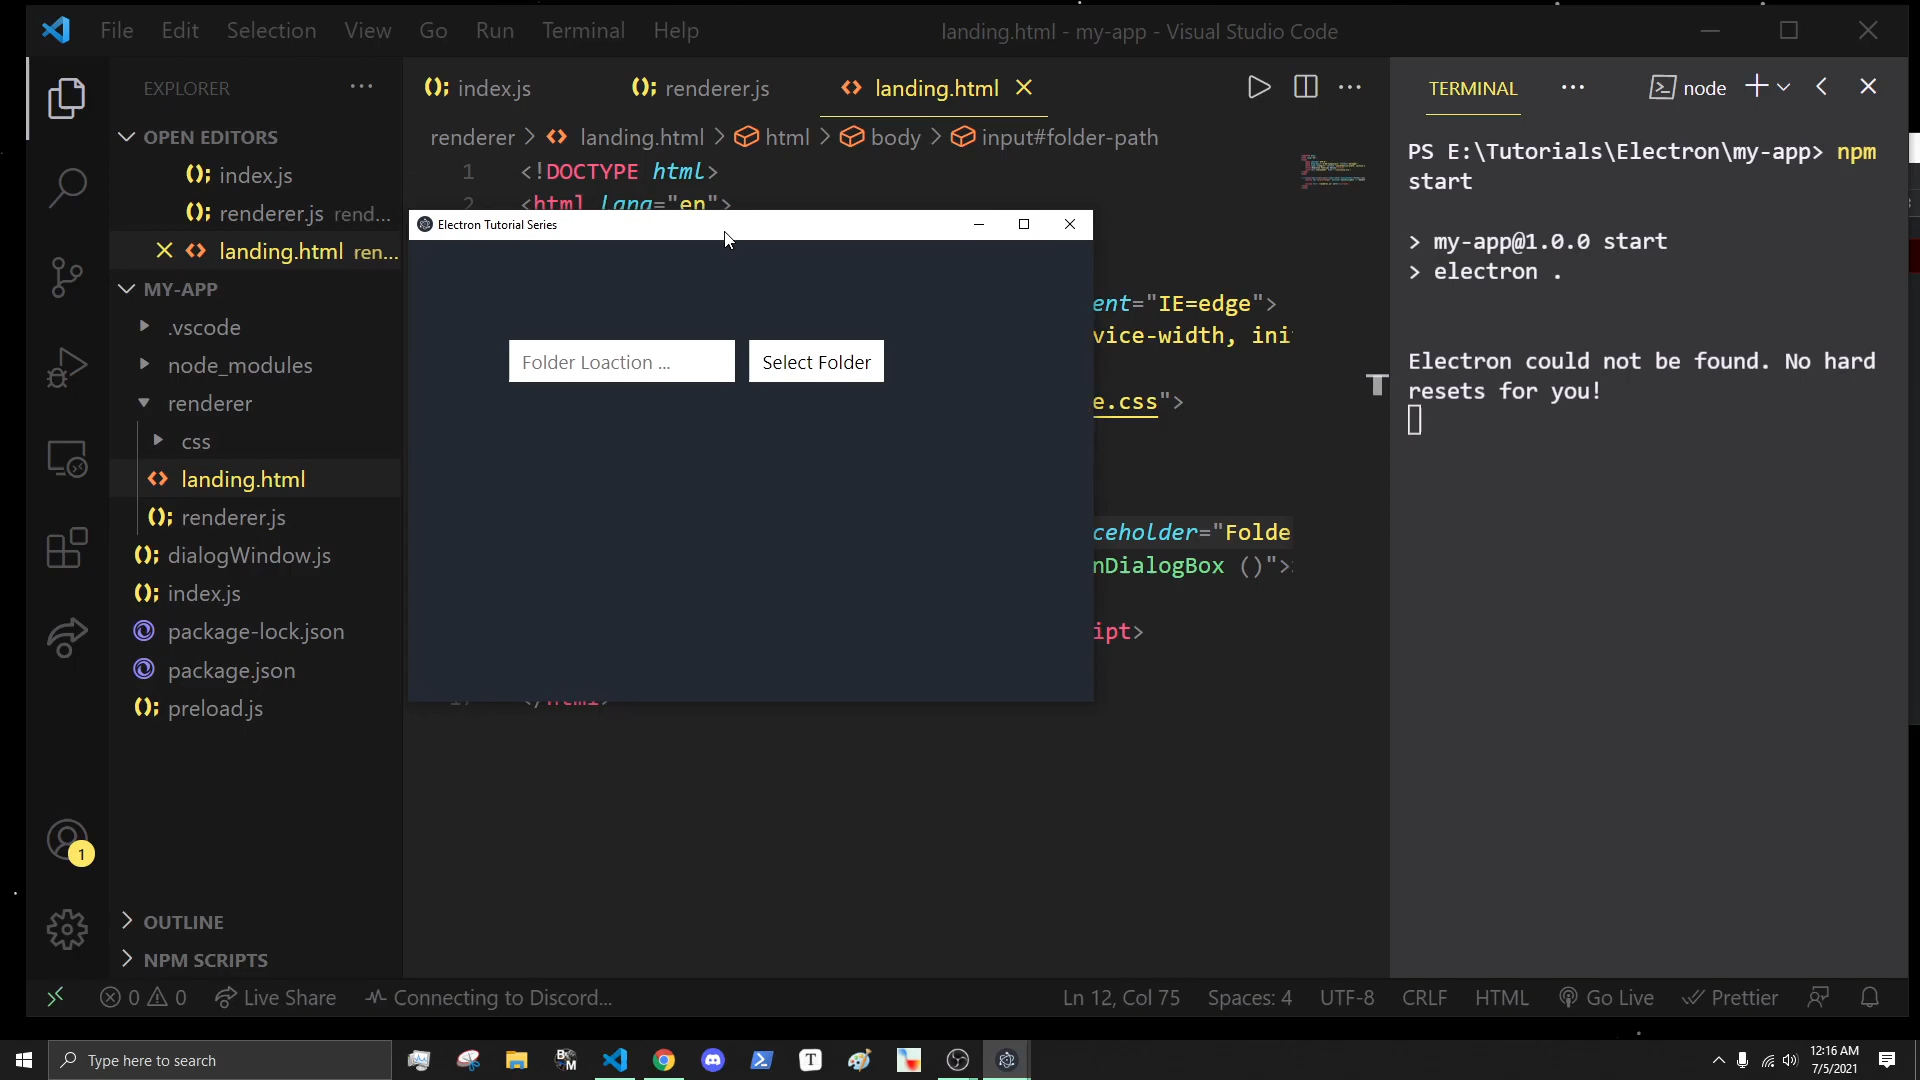 File Edit Selection View Go Run Terminal Help
landing.html - my-app - Visual Studio Code
EXPLORER
OPEN EDITORS
index.js
renderer.js rend...
landing.html ren...
MY-APP
.vscode
node_modules
renderer
css
landing.html
renderer.js
dialogWindow.js
index.js
package-lock.json
package.json
preload.js
OUTLINE
NPM SCRIPTS
index.js renderer.js landing.html
renderer > landing.html > html > body > input#folder-path
1 <!DOCTYPE html>
2 <html lang="en">
Electron Tutorial Series
ent="IE=edge">
vice-width, ini
Folder Loaction ... Select Folder
e.css">
ceholder="Folde
nDialogBox ()">
ipt>
</html>
TERMINAL
node
PS E:\Tutorials\Electron\my-app> npm
start
> my-app@1.0.0 start
> electron .
Electron could not be found. No hard
resets for you!
1
0 0 Live Share Connecting to Discord...
Ln 12, Col 75 Spaces: 4 UTF-8 CRLF HTML Go Live Prettier
Type here to search
12:16 AM
7/5/2021